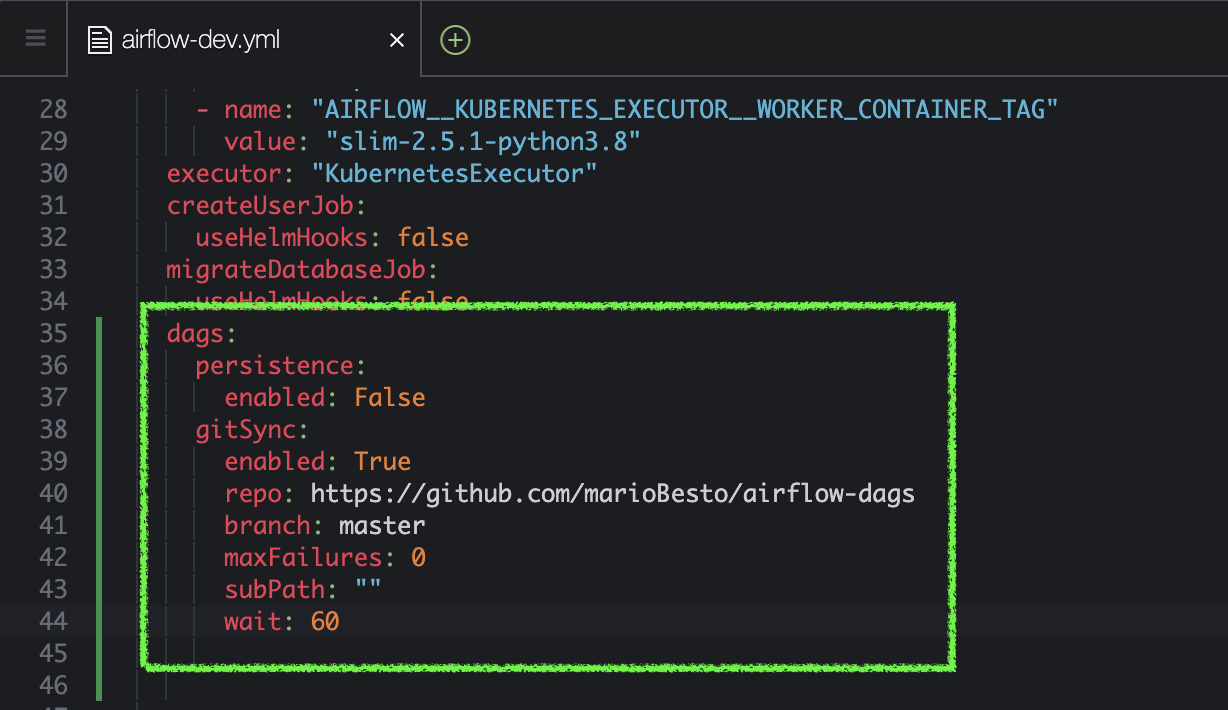 airflow-dev.yml
28 - name: "AIRFLOW__KUBERNETES_EXECUTOR__WORKER_CONTAINER_TAG"
29 value: "slim-2.5.1-python3.8"
30 executor: "KubernetesExecutor"
31 createUserJob:
32 useHelmHooks: false
33 migrateDatabaseJob:
34 useHelmHooks: false
35 dags:
36 persistence:
37 enabled: False
38 gitSync:
39 enabled: True
40 repo: https://github.com/marioBesto/airflow-dags
41 branch: master
42 maxFailures: 0
43 subPath: ""
44 wait: 60
45
46